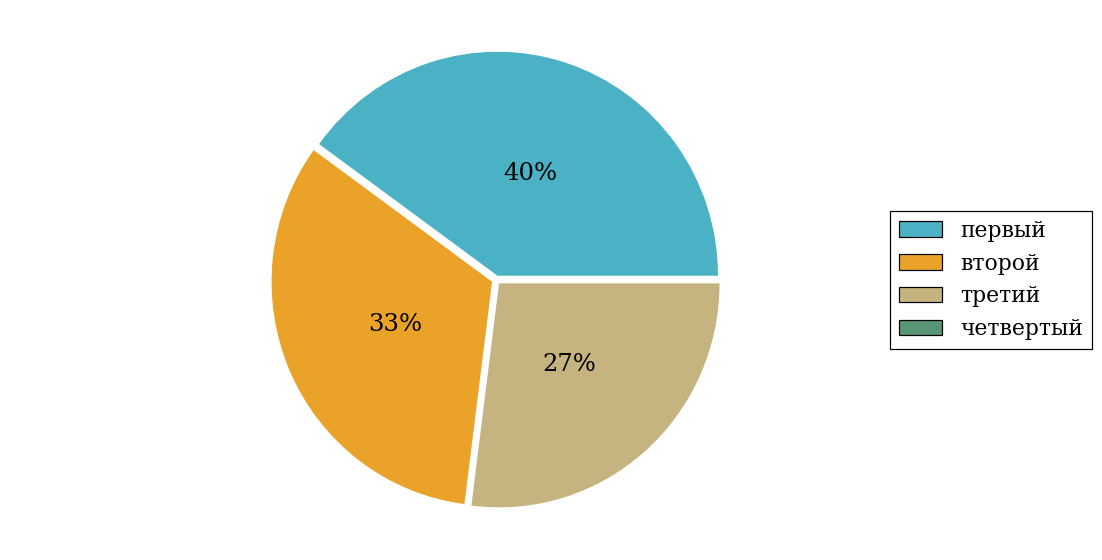 40%
33%
27%
первый
второй
третий
четвертый